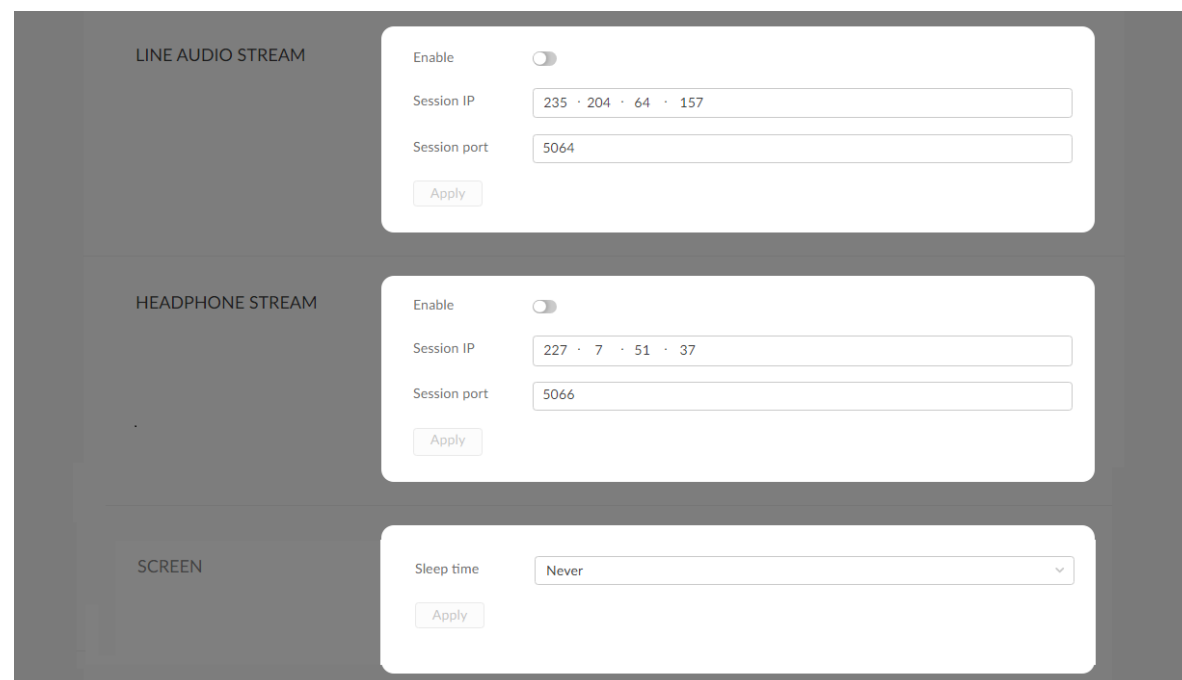 LINE AUDIO STREAM
Enable
Session IP
235 · 204 · 64 · 157
Session port
5064
Apply
HEADPHONE STREAM
Enable
Session IP
227 · 7 · 51 · 37
Session port
5066
Apply
SCREEN
Sleep time
Never
Apply